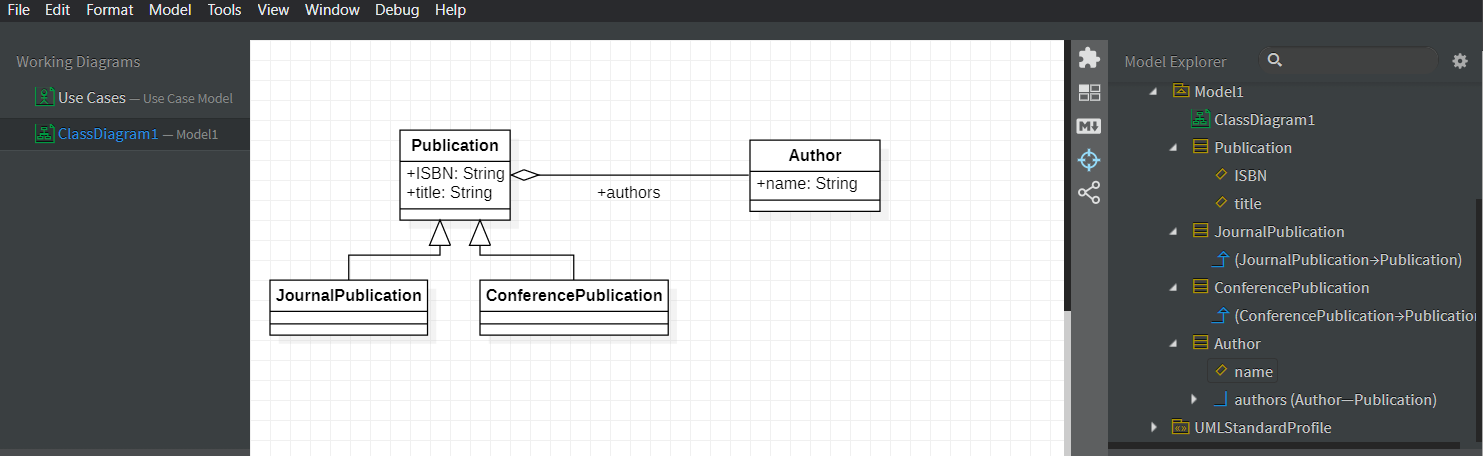 File Edit Format Model Tools View Window Debug Help
Working Diagrams
Use Cases — Use Case Model
ClassDiagram1 — Model1
Publication
+ISBN: String
+title: String
+authors
Author
+name: String
JournalPublication
ConferencePublication
M
Model Explorer
Model1
ClassDiagram1
Publication
ISBN
title
JournalPublication
(JournalPublication→Publication)
ConferencePublication
(ConferencePublication→Publication
Author
name
authors (Author—Publication)
UMLStandardProfile